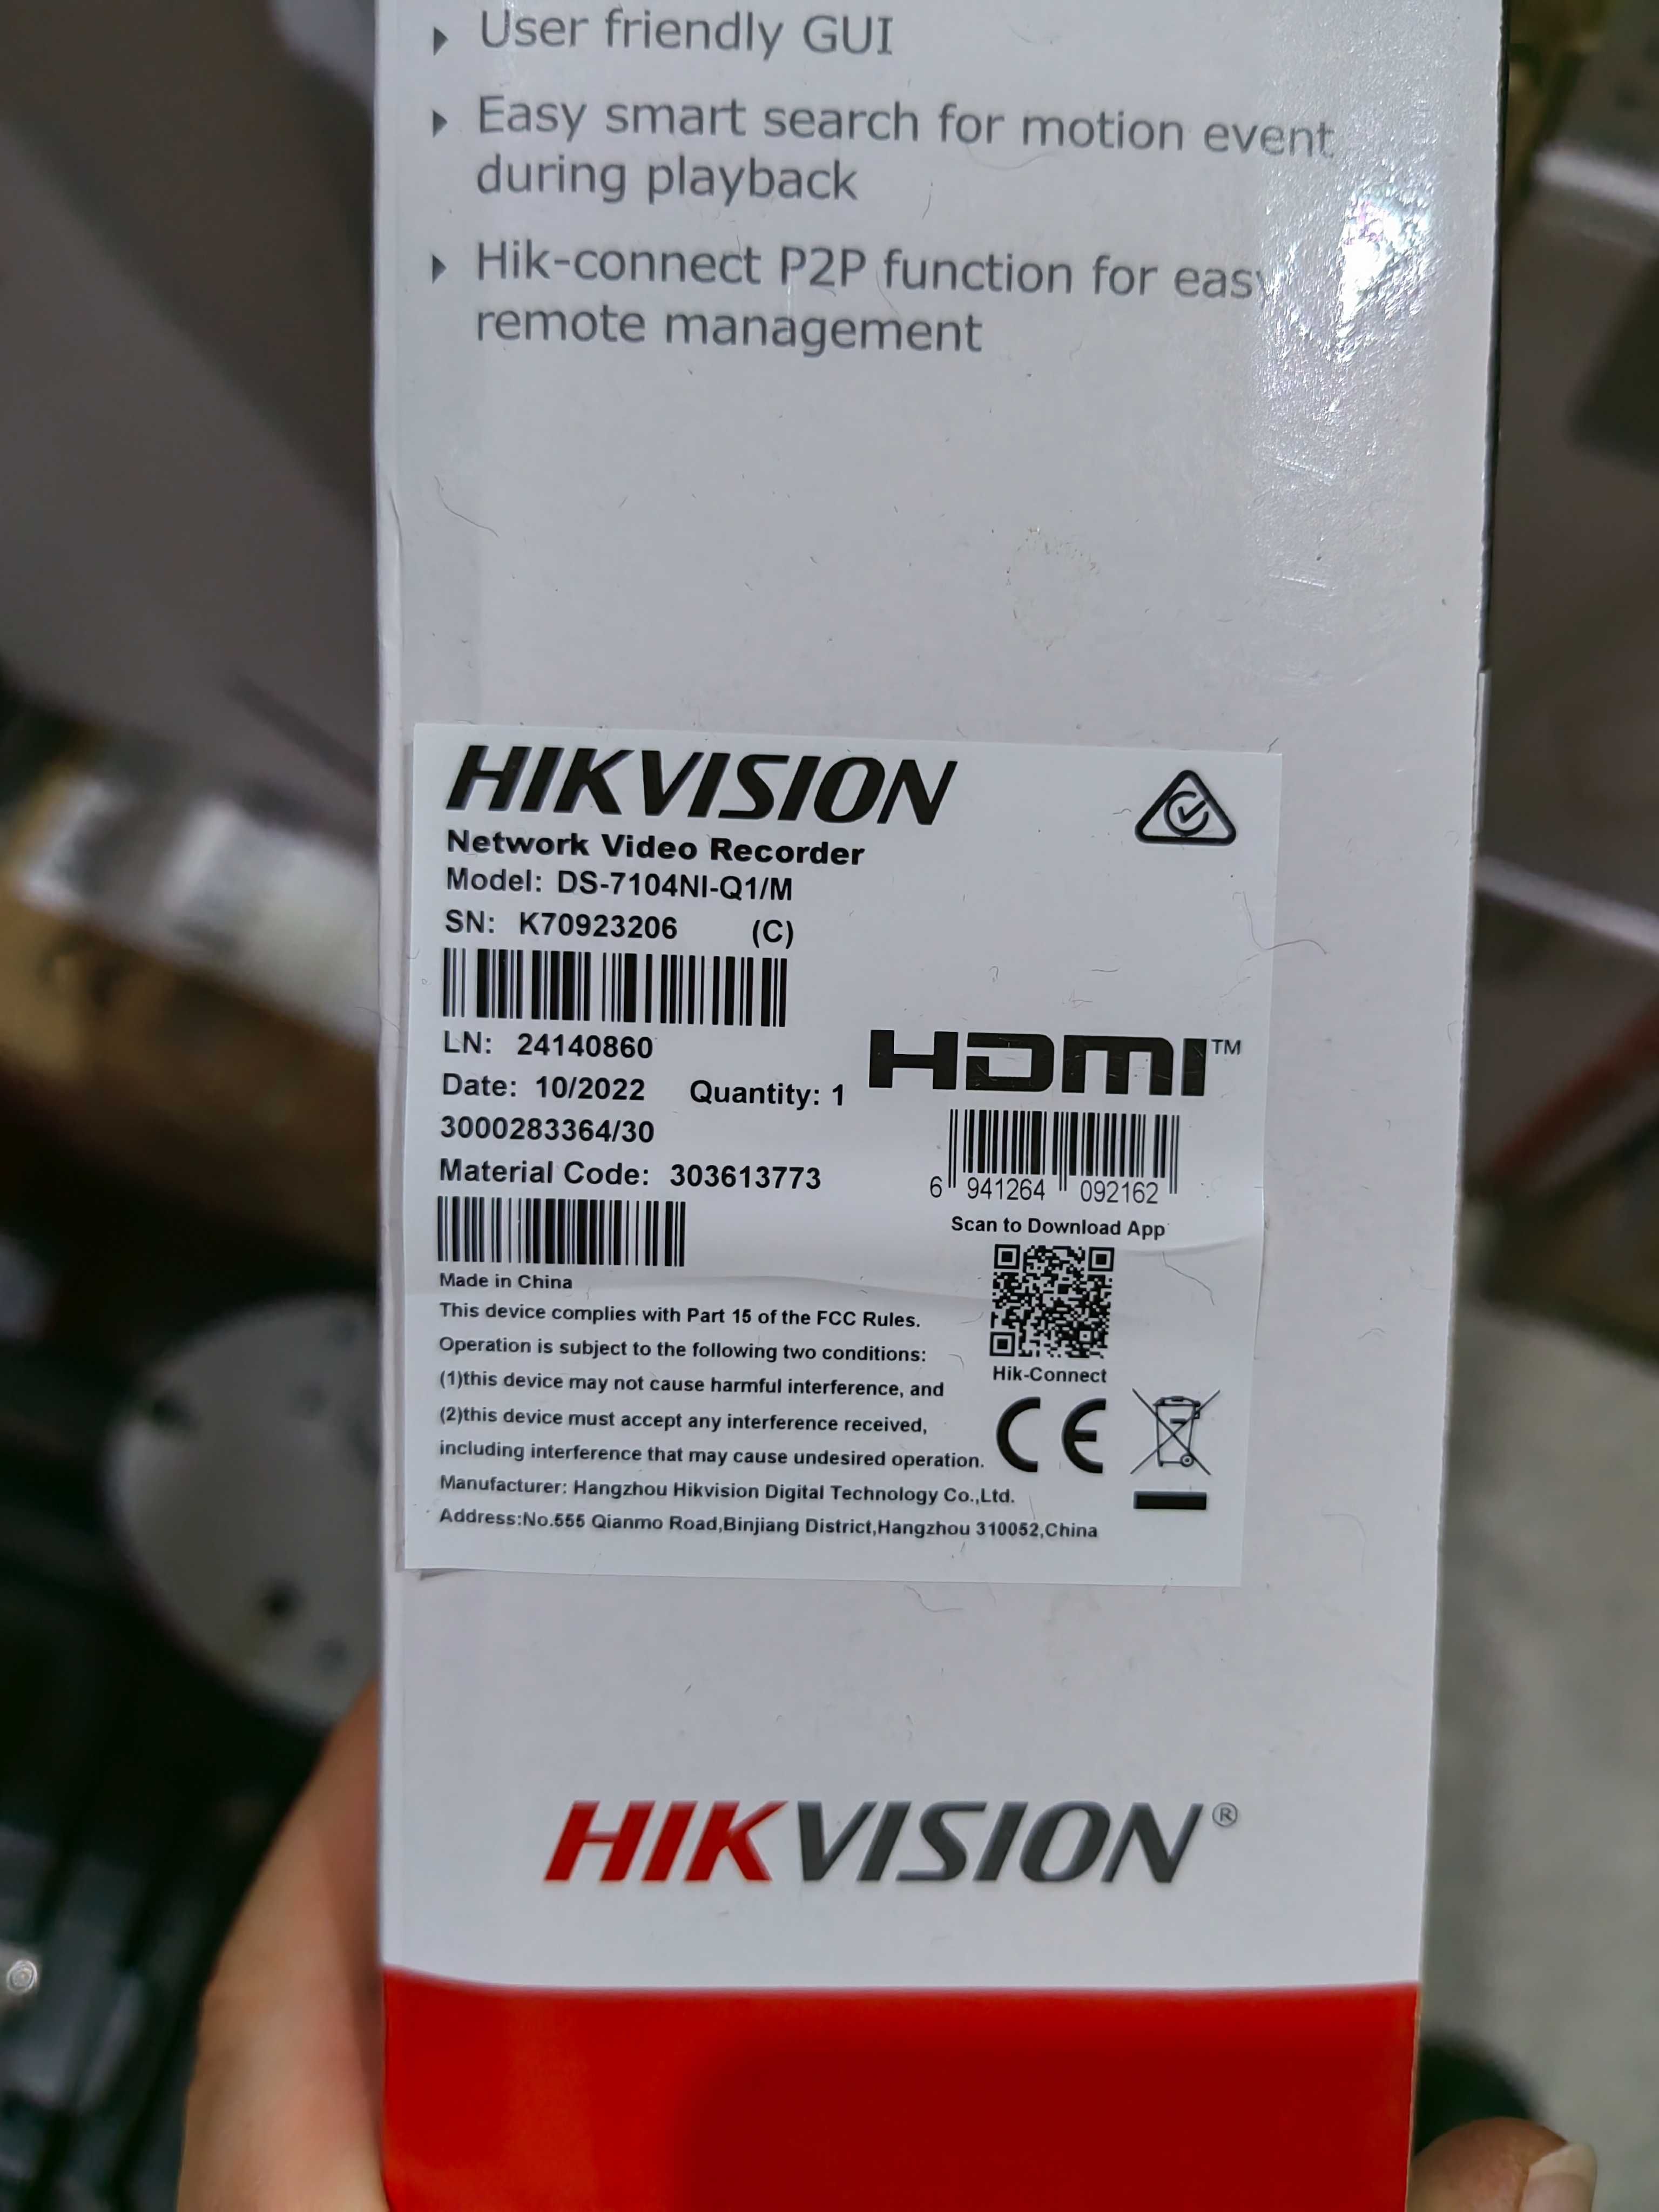 User friendly GUI
Easy smart search for motion event
during playback
Hik-connect P2P function for easy
remote management
HIKVISION
Network Video Recorder
Model: DS-7104NI-Q1/M
SN: K70923206 (C)
LN: 24140860
HDMI™
Date: 10/2022 Quantity: 1
3000283364/30
Material Code: 303613773
6 941264 092162
Scan to Download App
Made in China
This device complies with Part 15 of the FCC Rules.
Operation is subject to the following two conditions:
(1)this device may not cause harmful interference, and
(2)this device must accept any interference received,
including interference that may cause undesired operation.
Hik-Connect
CE
Manufacturer: Hangzhou Hikvision Digital Technology Co.,Ltd.
Address:No.555 Qianmo Road,Binjiang District,Hangzhou 310052,China
HIKVISION®